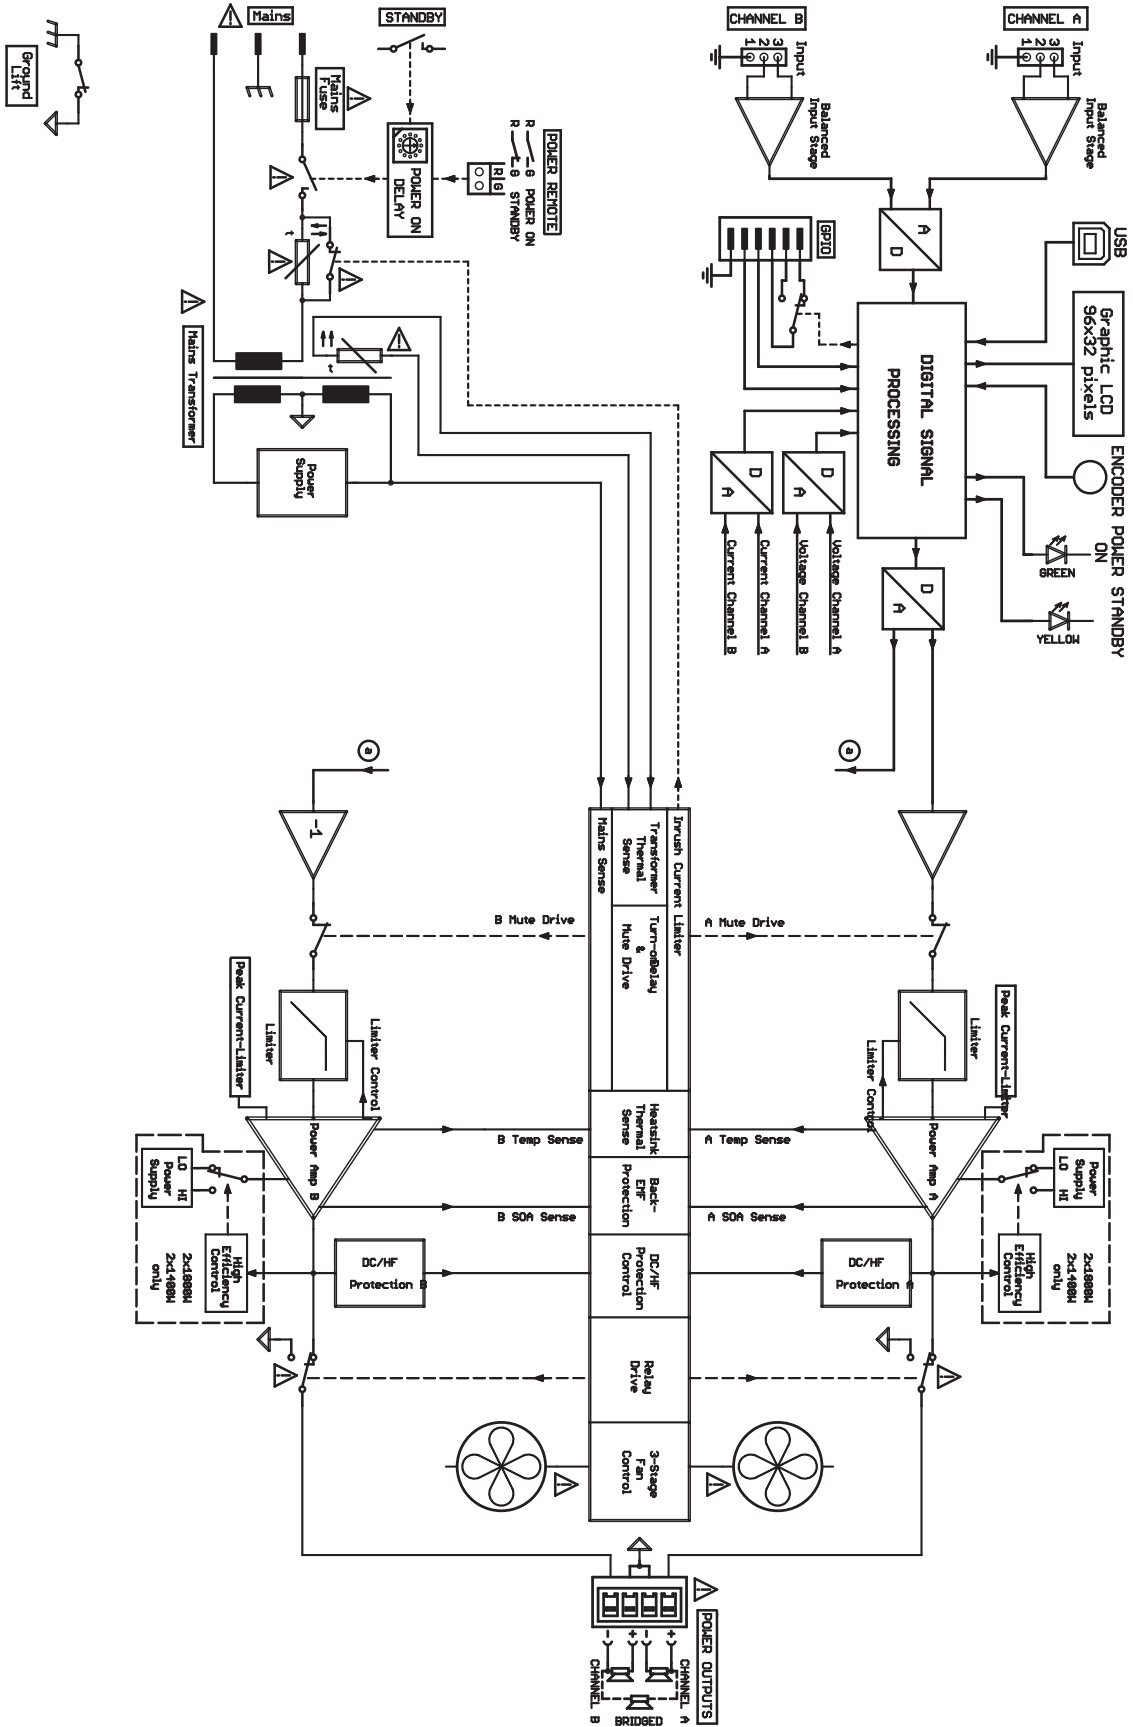 CHANNEL A
Input
3
2
1
Balanced
Input Stage
CHANNEL B
Input
3
2
1
Balanced
Input Stage
A
D
USB
Graphic LCD
96x32 pixels
ENCODER
POWER
ON
STANDBY
GREEN
YELLOW
DIGITAL SIGNAL
PROCESSING
GPIO
D
A
D
A
Voltage Channel A
Voltage Channel B
Current Channel A
Current Channel B
D
A
a
a
STANDBY
Mains
Mains
Fuse
Ground
Lift
POWER REMOTE
R G POWER ON
R G STANDBY
R G
POWER ON
DELAY
t
t
Mains Transformer
Power
Supply
-1
Inrush Current Limiter
Transformer
Thermal
Sense
Mains Sense
Turn-onDelay
&
Mute Drive
A Mute Drive
B Mute Drive
Limiter
Peak Current-Limiter
Limiter Control
Limiter
Peak Current-Limiter
Limiter Control
Power Amp A
Power Amp B
Heatsink
Thermal
Sense
A Temp Sense
B Temp Sense
Back-
EMF
Protection
A SOA Sense
B SOA Sense
Power
Supply
LO HI
High
Efficiency
Control
2x1800W
2x1400W
only
Power
Supply
LO HI
High
Efficiency
Control
2x1800W
2x1400W
only
DC/HF
Protection A
DC/HF
Protection B
DC/HF
Protection
Control
Relay
Drive
3-Stage
Fan
Control
POWER OUTPUTS
+
-
+
-
CHANNEL A
CHANNEL B
BRIDGED